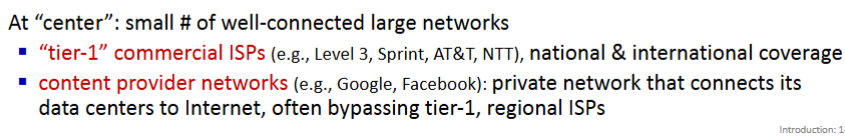 At “center”: small # of well-connected large networks
▪ “tier-1” commercial ISPs (e.g., Level 3, Sprint, AT&T, NTT), national & international coverage
▪ content provider networks (e.g., Google, Facebook): private network that connects its
data centers to Internet, often bypassing tier-1, regional ISPs
Introduction: 1-